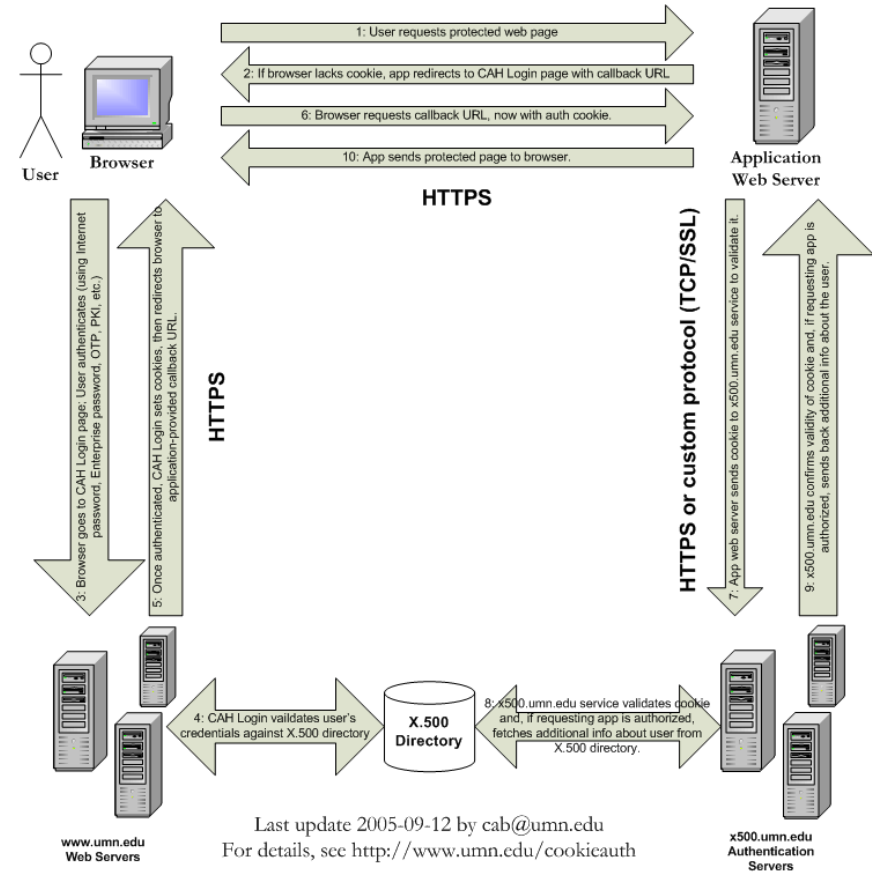 1: User requests protected web page
2: If browser lacks cookie, app redirects to CAH Login page with callback URL
6: Browser requests callback URL, now with auth cookie.
10: App sends protected page to browser.
User
Browser
Application
Web Server
HTTPS
3: Browser goes to CAH Login page; User authenticates (using Internet
password, Enterprise password, OTP, PKI, etc.)
5: Once authenticated, CAH Login sets cookies, then redirects browser to
application-provided callback URL.
HTTPS
HTTPS or custom protocol (TCP/SSL)
7: App web server sends cookie to x500.umn.edu service to validate it.
9: x500.umn.edu confirms validity of cookie and, if requesting app is
authorized, sends back additional info about the user.
4: CAH Login vaildates user's
credentials against X.500 directory
X.500
Directory
8: x500.umn.edu service validates cookie
and, if requesting app is authorized,
fetches additional info about user from
X.500 directory.
www.umn.edu
Web Servers
Last update 2005-09-12 by cab@umn.edu
For details, see http://www.umn.edu/cookieauth
x500.umn.edu
Authentication
Servers